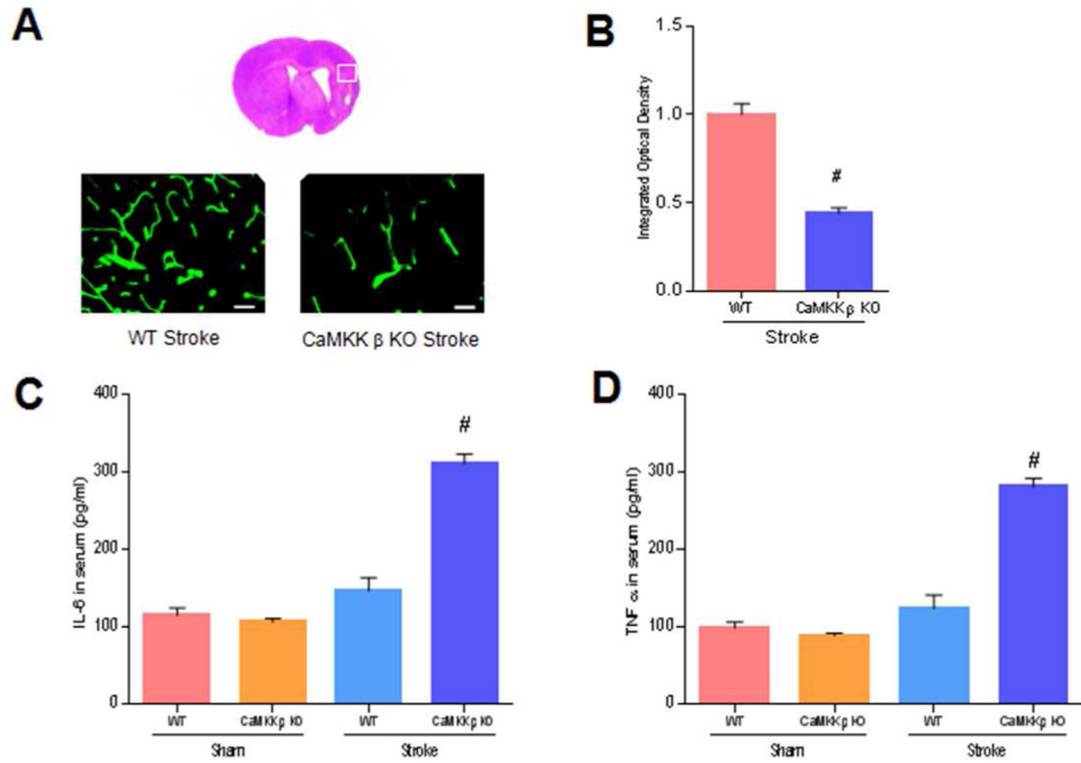 A
WT Stroke
CaMKK β KO Stroke
B
Integrated Optical Density
1.5
1.0
0.5
0.0
#
WT
CaMKKβ KO
Stroke
C
IL-6 in serum (pg/ml)
400
300
200
100
0
#
WT
CaMKKβ KO
WT
CaMKKβ KO
Sham
Stroke
D
TNF α in serum (pg/ml)
400
300
200
100
0
#
WT
CaMKKβ KO
WT
CaMKKβ KO
Sham
Stroke